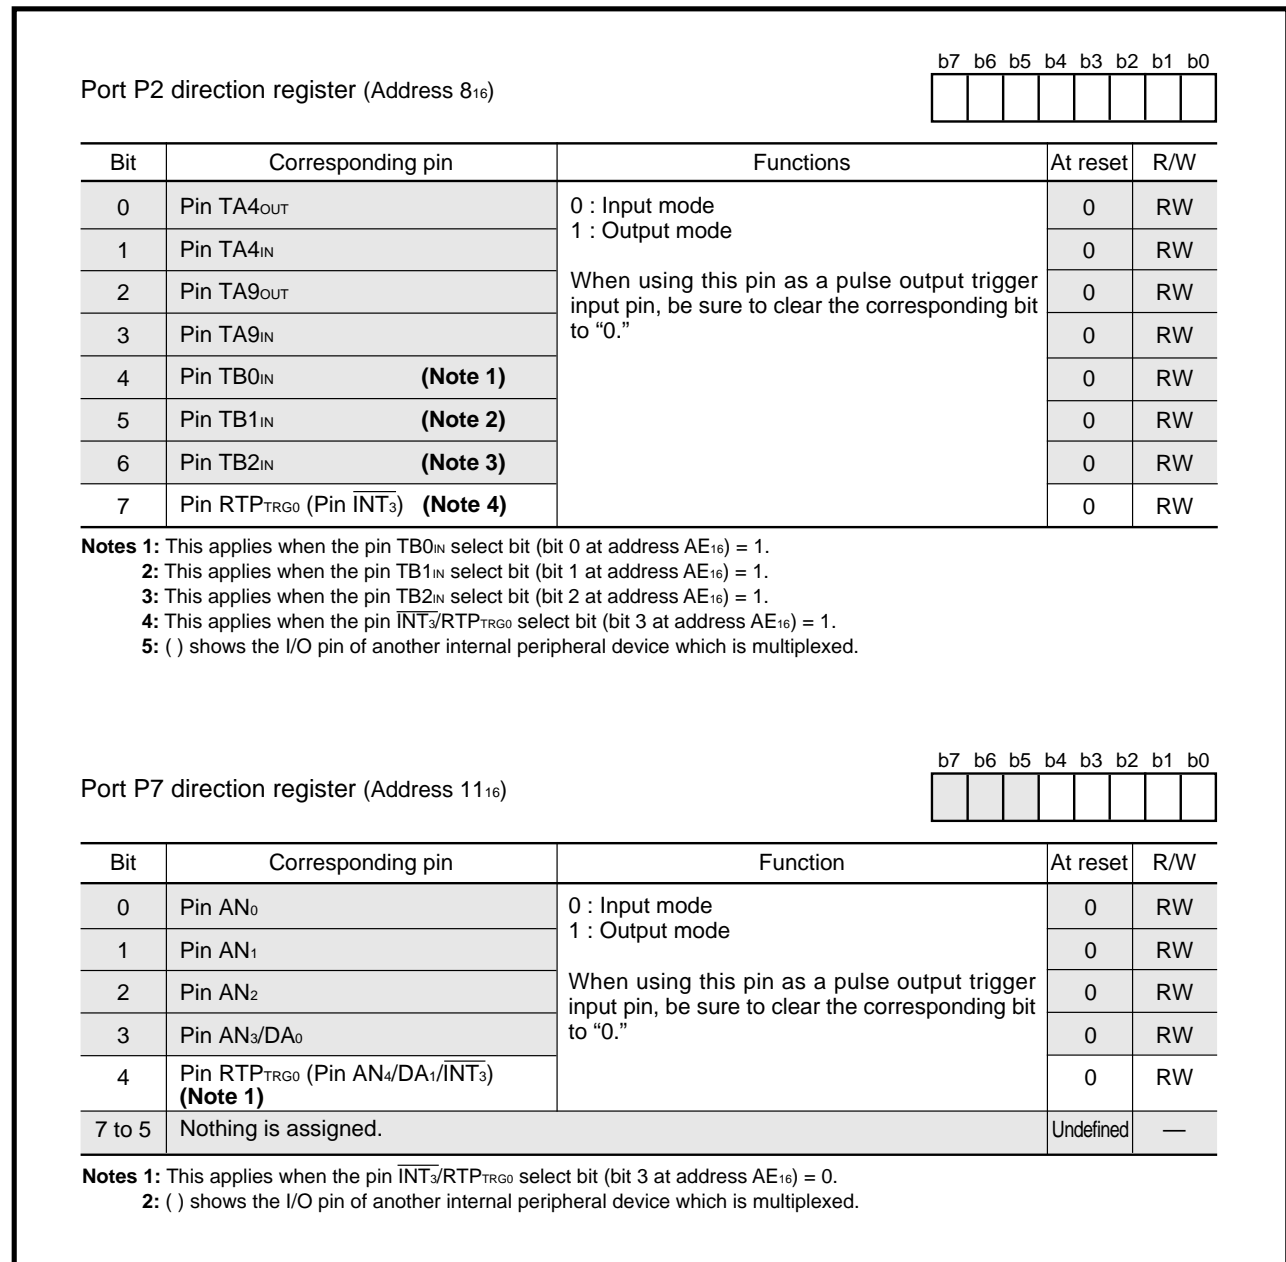 b7 b6 b5 b4 b3 b2 b1 b0
Port P2 direction register (Address 8₁₆)
Bit Corresponding pin Functions At reset R/W
0 Pin TA4OUT 0 : Input mode 0 RW
1 : Output mode
1 Pin TA4IN 0 RW
When using this pin as a pulse output trigger
2 Pin TA9OUT 0 RW
input pin, be sure to clear the corresponding bit
3 Pin TA9IN to “0.” 0 RW
4 Pin TB0IN (Note 1) 0 RW
5 Pin TB1IN (Note 2) 0 RW
6 Pin TB2IN (Note 3) 0 RW
7 Pin RTPTRG0 (Pin I̅N̅T̅₃) (Note 4) 0 RW
Notes 1: This applies when the pin TB0IN select bit (bit 0 at address AE₁₆) = 1.
2: This applies when the pin TB1IN select bit (bit 1 at address AE₁₆) = 1.
3: This applies when the pin TB2IN select bit (bit 2 at address AE₁₆) = 1.
4: This applies when the pin I̅N̅T̅₃/RTPTRG0 select bit (bit 3 at address AE₁₆) = 1.
5: ( ) shows the I/O pin of another internal peripheral device which is multiplexed.
b7 b6 b5 b4 b3 b2 b1 b0
Port P7 direction register (Address 11₁₆)
Bit Corresponding pin Function At reset R/W
0 Pin AN₀ 0 : Input mode 0 RW
1 : Output mode
1 Pin AN₁ 0 RW
When using this pin as a pulse output trigger
2 Pin AN₂ 0 RW
input pin, be sure to clear the corresponding bit
3 Pin AN₃/DA₀ to “0.” 0 RW
4 Pin RTPTRG0 (Pin AN₄/DA₁/I̅N̅T̅₃) 0 RW
(Note 1)
7 to 5 Nothing is assigned. Undefined —
Notes 1: This applies when the pin I̅N̅T̅₃/RTPTRG0 select bit (bit 3 at address AE₁₆) = 0.
2: ( ) shows the I/O pin of another internal peripheral device which is multiplexed.